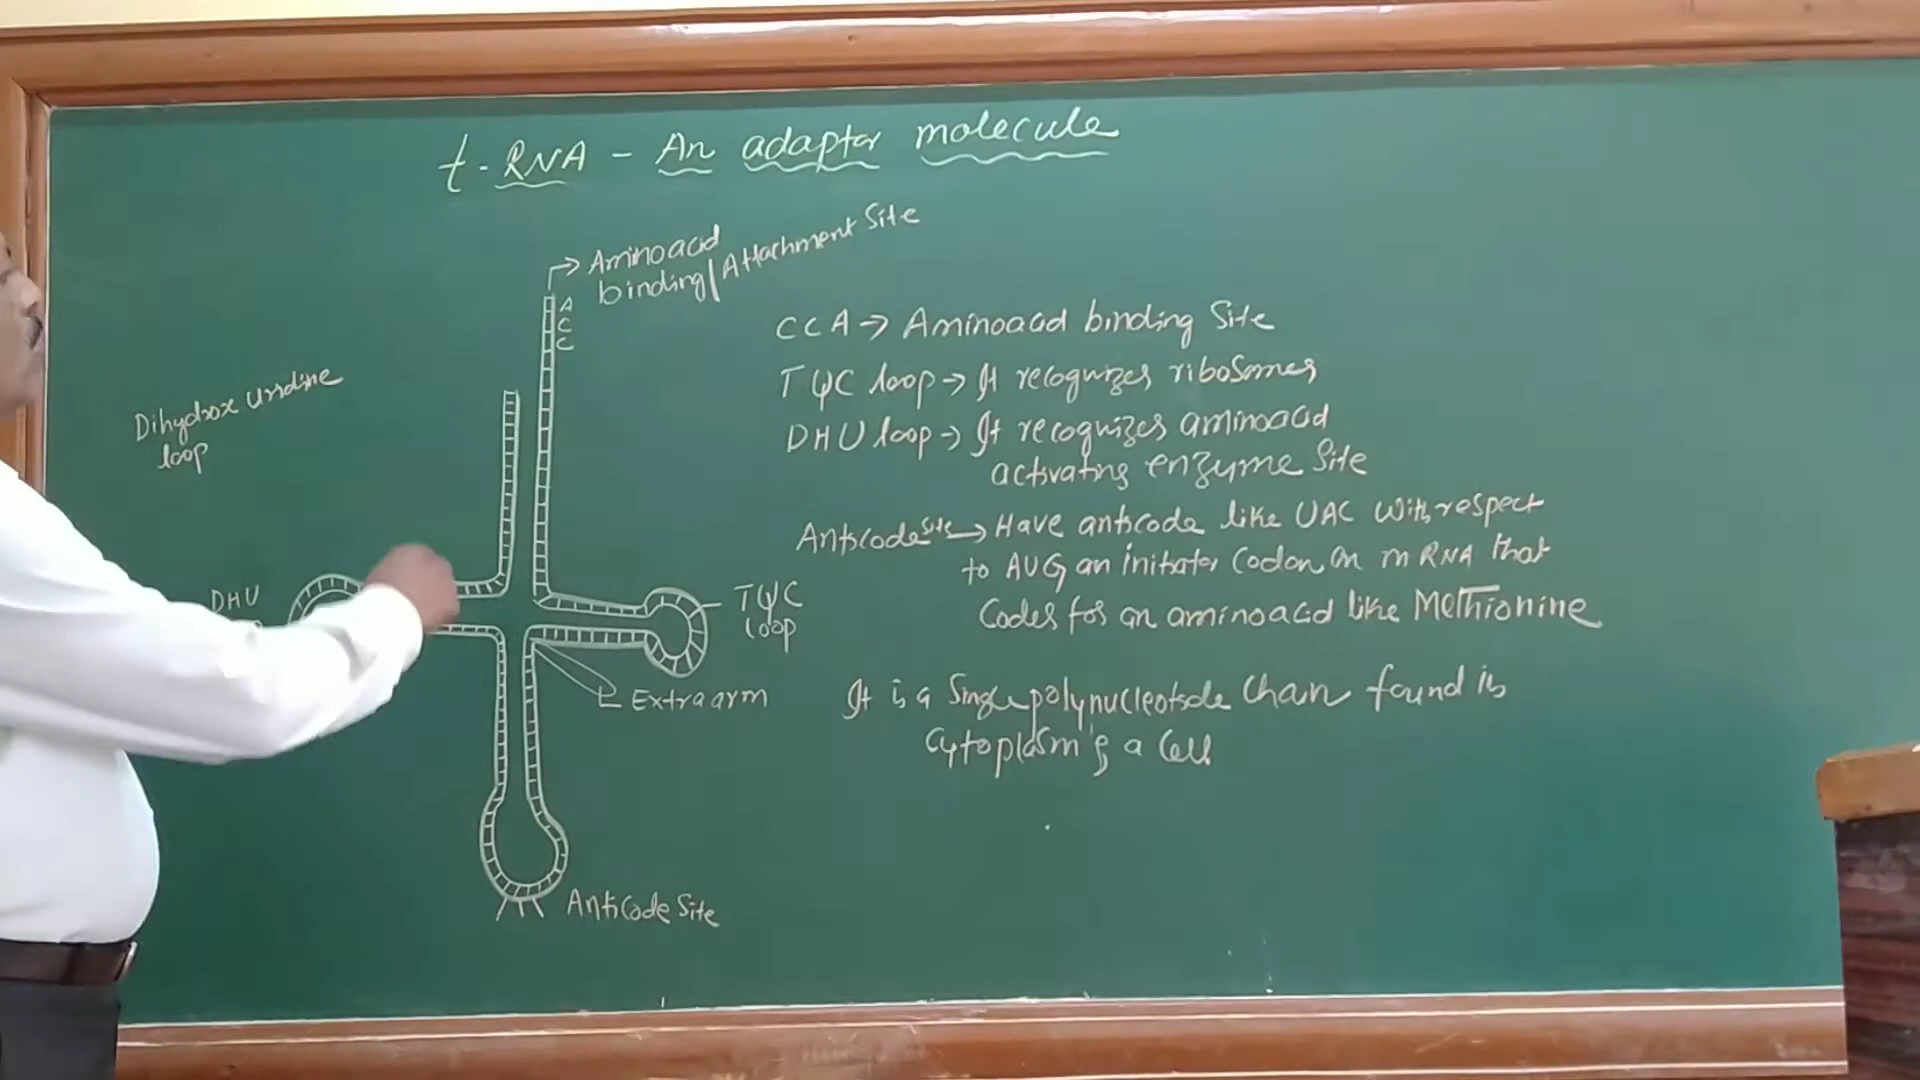 t-RNA - An adaptor molecule
Aminoacid
binding/Attachment Site
A
C
C
Dihydroxe uridine
loop
DHU
TΨC
loop
Extra arm
Anticode Site
CCA → Aminoacid binding Site
TΨC loop → It recognizes ribosomes
DHU loop → It recognizes aminoacid
activating enzyme Site
Anticode site → Have anticode like UAC with respect
to AUG an initiator codon on mRNA that
Codes for an aminoacid like Methionine
It is a Single polynucleotide chain found in
Cytoplasm of a Cell